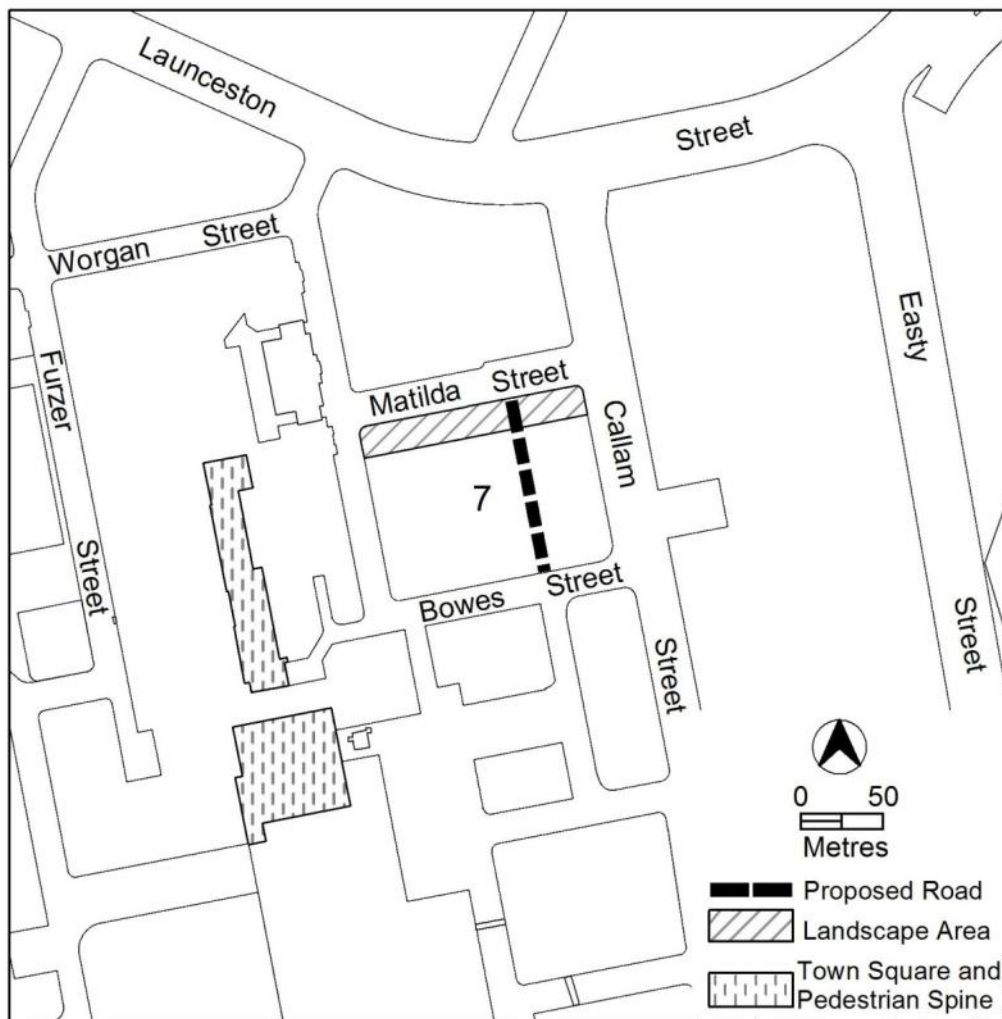 Launceston
Street
Worgan Street
Furzer
Street
Easty
Street
Matilda Street
Callam
Street
7
Bowes Street
0 50
Metres
Proposed Road
Landscape Area
Town Square and
Pedestrian Spine